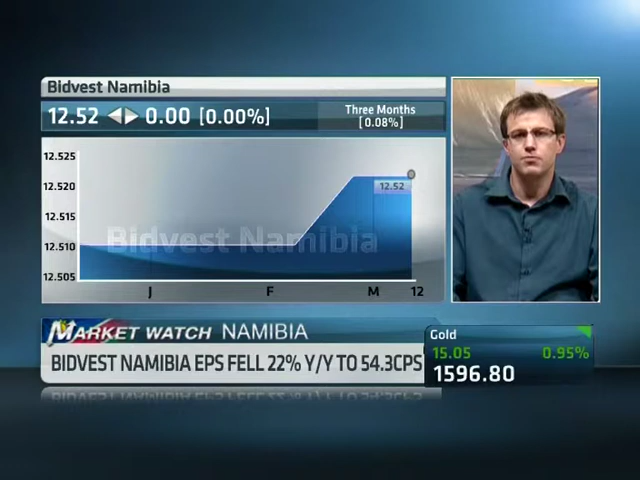 Bidvest Namibia
12.52 0.00 [0.00%]
Three Months
[0.08%]
12.525
12.520
12.515
12.510
12.505
12.52
Bidvest Namibia
J F M 12
MARKET WATCH NAMIBIA
BIDVEST NAMIBIA EPS FELL 22% Y/Y TO 54.3CPS
Gold
15.05 0.95%
1596.80